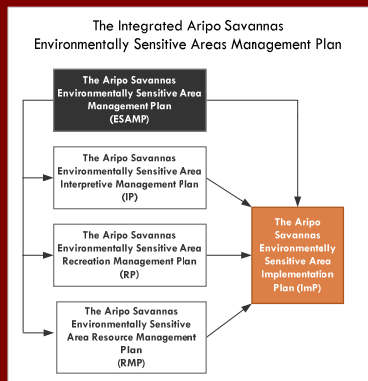 The Integrated Aripo Savannas
Environmentally Sensitive Areas Management Plan
The Aripo Savannas
Environmentally Sensitive Area
Management Plan
(ESAMP)
The Aripo Savannas
Environmentally Sensitive Area
Interpretive Management Plan
(IP)
The Aripo Savannas
Environmentally Sensitive Area
Recreation Management Plan
(RP)
The Aripo Savannas
Environmentally Sensitive
Area Resource Management
Plan
(RMP)
The Aripo
Savannas
Environmentally
Sensitive Area
Implementation
Plan (ImP)